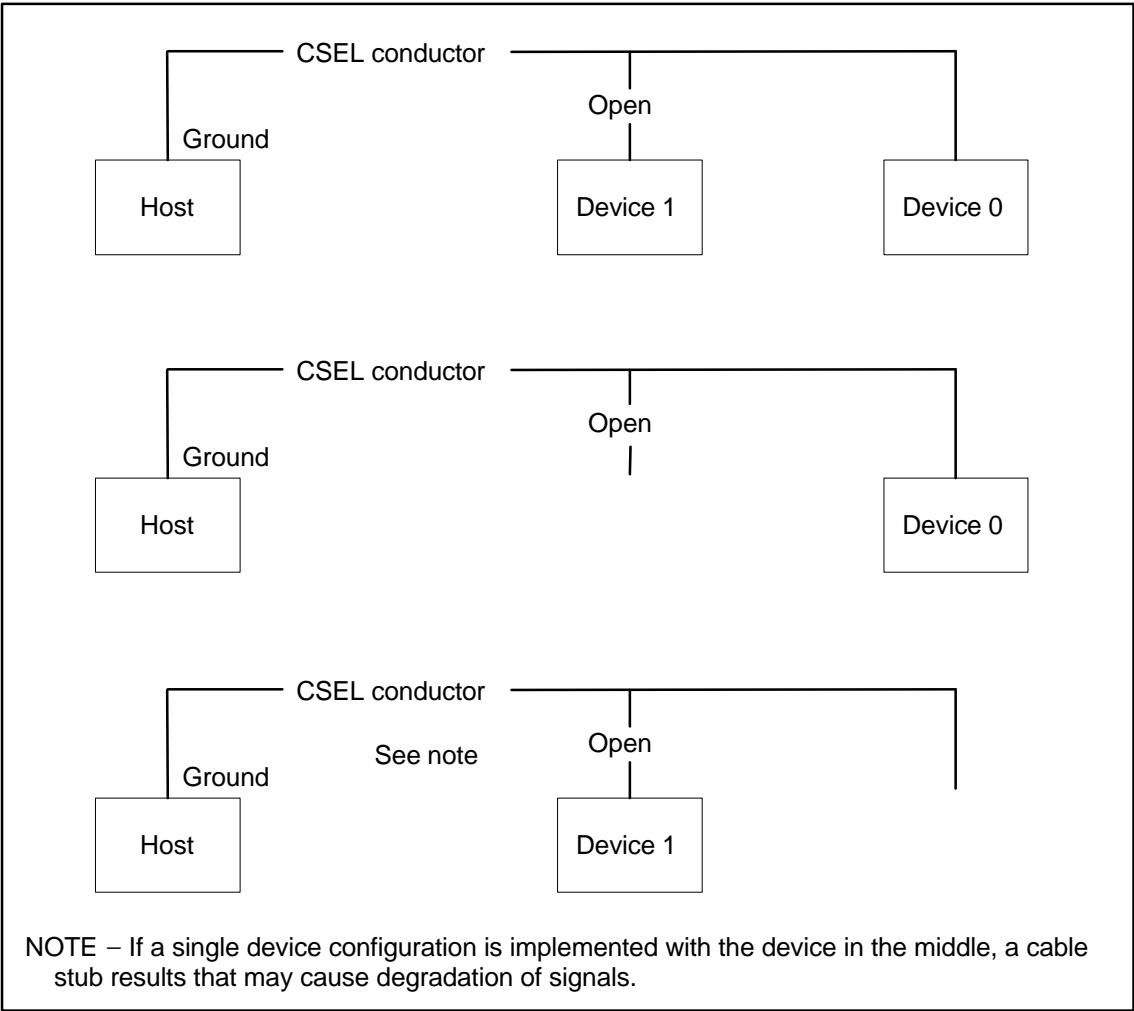 CSEL conductor
Open
Ground
Host
Device 1
Device 0
CSEL conductor
Open
Ground
Host
Device 0
CSEL conductor
Open
See note
Ground
Host
Device 1
NOTE – If a single device configuration is implemented with the device in the middle, a cable
stub results that may cause degradation of signals.